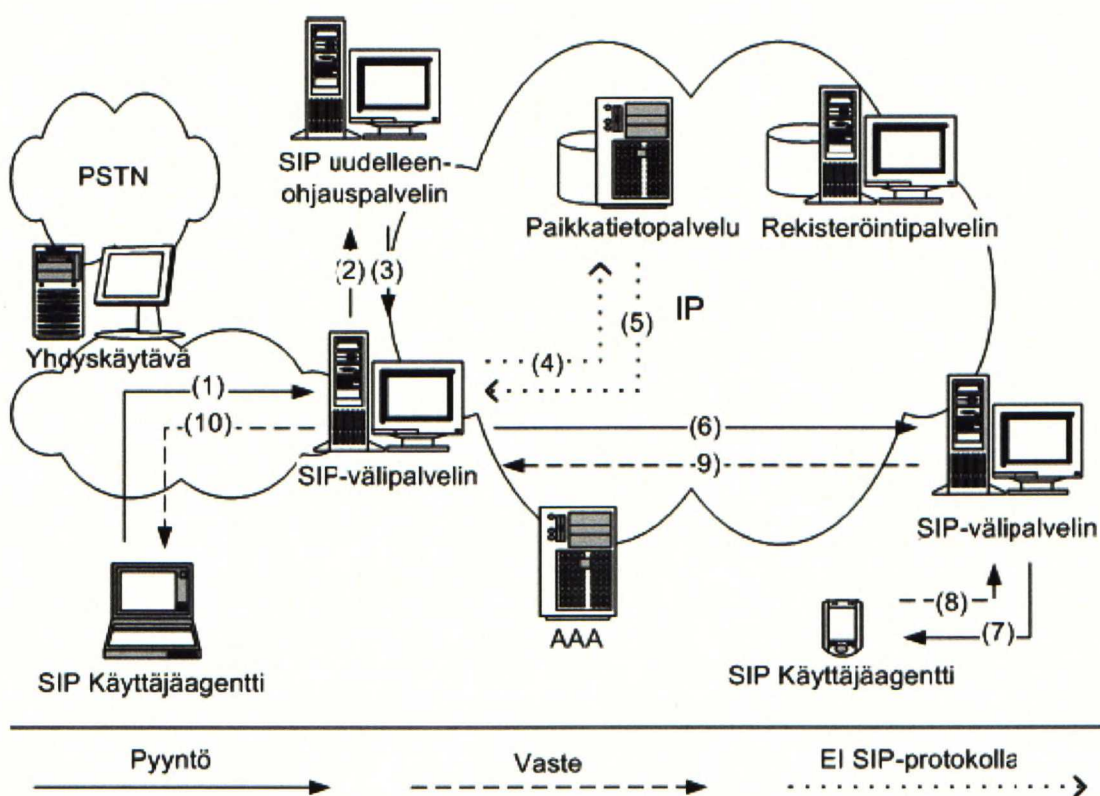 PSTN
SIP uudelleen-
ohjauspalvelin
Paikkatietopalvelu
Rekisteröintipalvelin
(2)
(3)
(5)
IP
Yhdyskäytävä
(4)
(1)
(10)
(6)
9)
SIP-välipalvelin
SIP-välipalvelin
(8)
(7)
AAA
SIP Käyttäjäagentti
SIP Käyttäjäagentti
Pyyntö
Vaste
EI SIP-protokolla